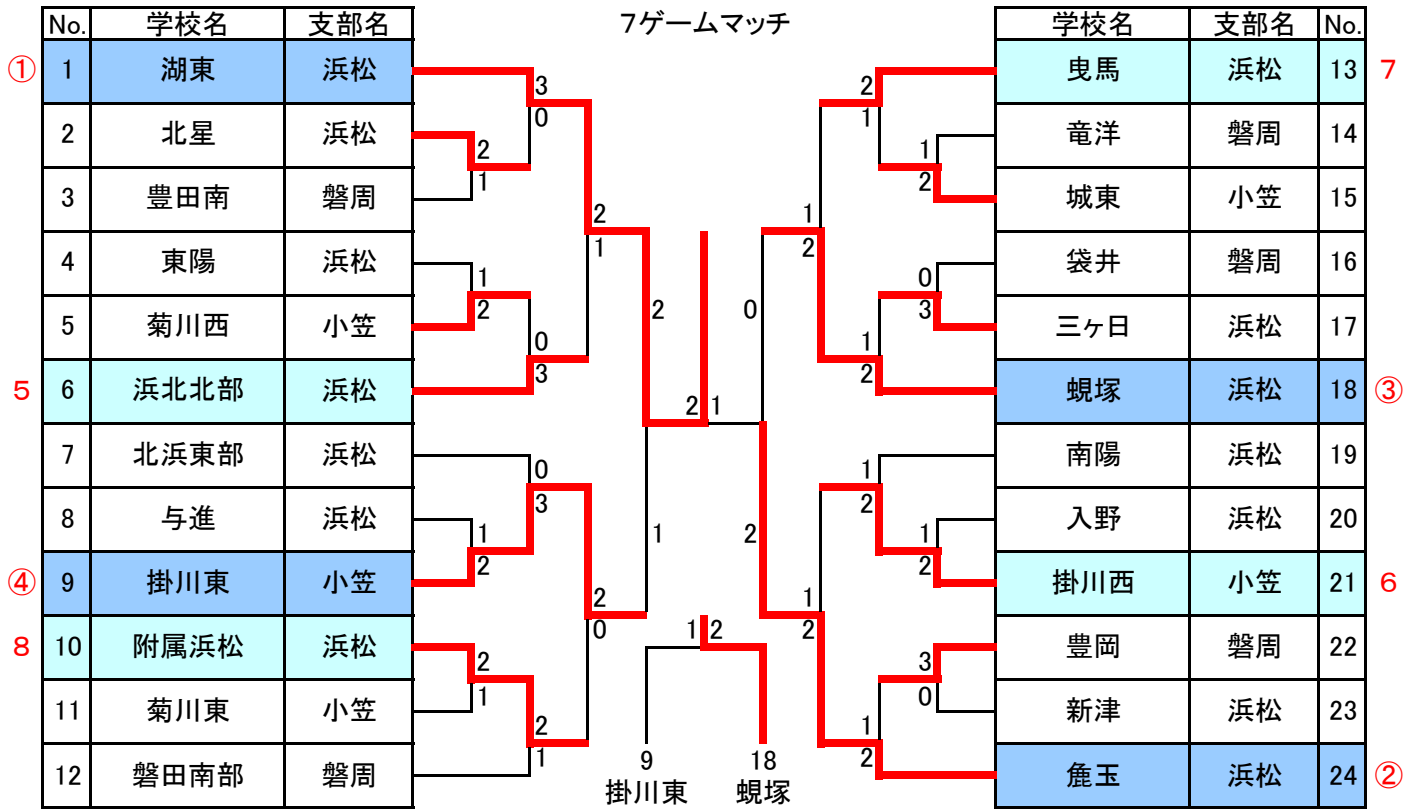 No. 学校名 支部名 7ゲームマッチ 学校名 支部名 No.
① 1 湖東 浜松 曳馬 浜松 13 7
3 2
0 1
2 北星 浜松 竜洋 磐周 14
2 1
1 2
3 豊田南 磐周 城東 小笠 15
2 1
1 2
4 東陽 浜松 袋井 磐周 16
1 0
2 3
5 菊川西 小笠 2 0 三ヶ日 浜松 17
0 1
3 2
5 6 浜北北部 浜松 蜆塚 浜松 18 ③
2 1
7 北浜東部 浜松 南陽 浜松 19
0 1
3 2
8 与進 浜松 入野 浜松 20
1 1 2 1
2 2
④ 9 掛川東 小笠 掛川西 小笠 21 6
2 1
0 1 2 2
8 10 附属浜松 浜松 豊岡 磐周 22
2 3
1 0
11 菊川東 小笠 新津 浜松 23
2 1
1 2
12 磐田南部 磐周 9 18 麁玉 浜松 24 ②
掛川東 蜆塚